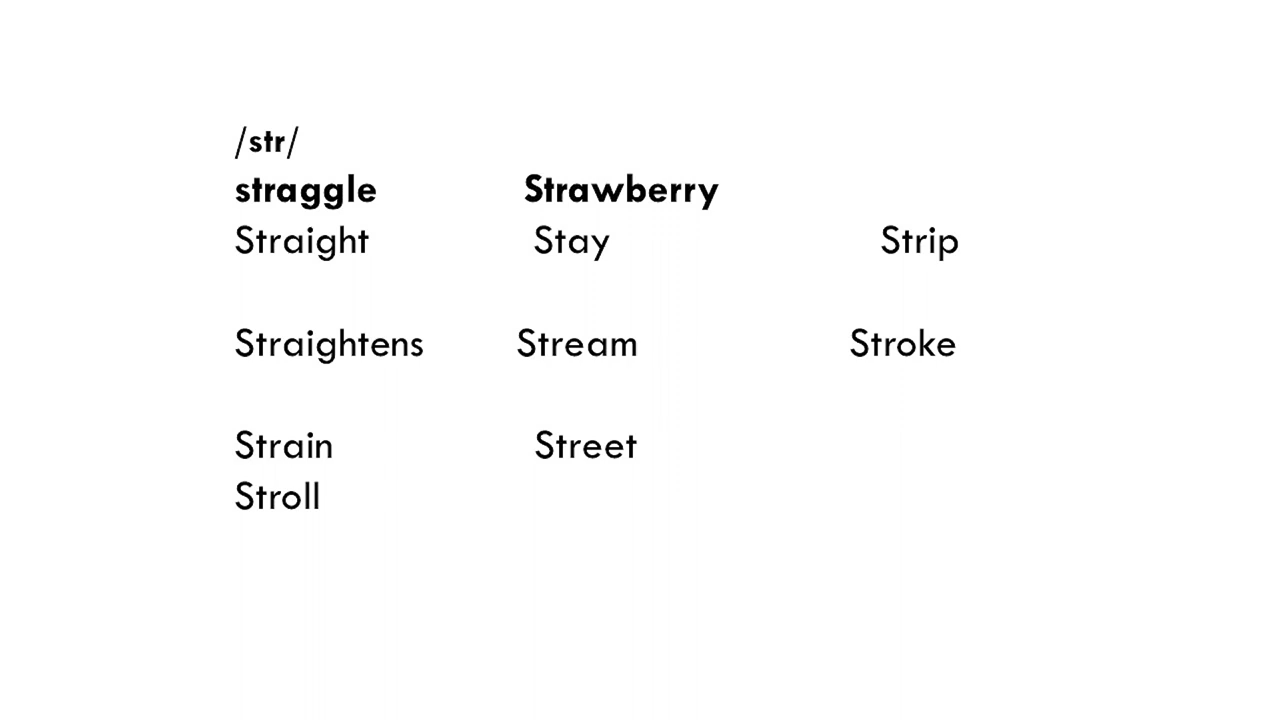 /str/
straggle Strawberry
Straight Stay Strip
Straightens Stream Stroke
Strain Street
Stroll